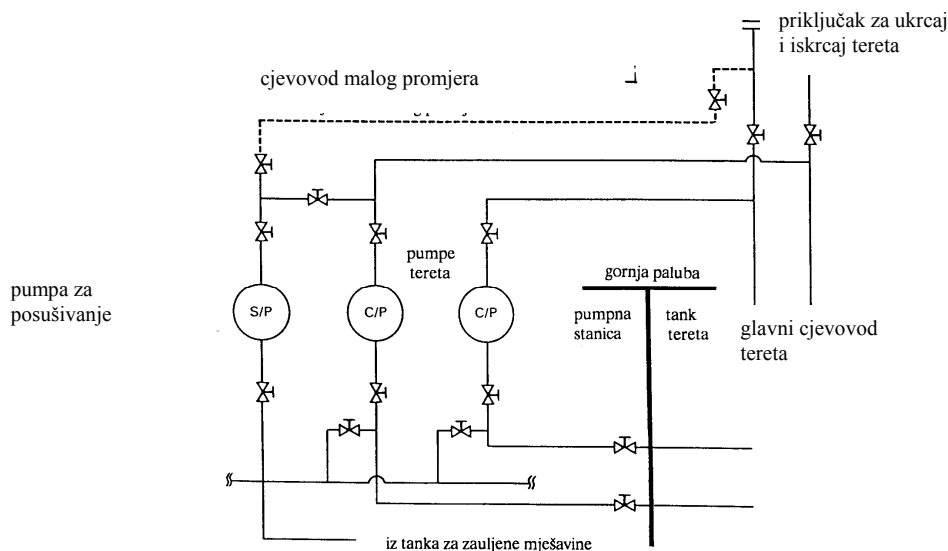 priključak za ukrcaj
i iskrcaj tereta
cjevovod malog promjera
pumpe
tereta
gornja paluba
pumpa za
posušivanje
S/P
C/P
C/P
pumpna
stanica
tank
tereta
glavni cjevovod
tereta
iz tanka za zauljene mješavine